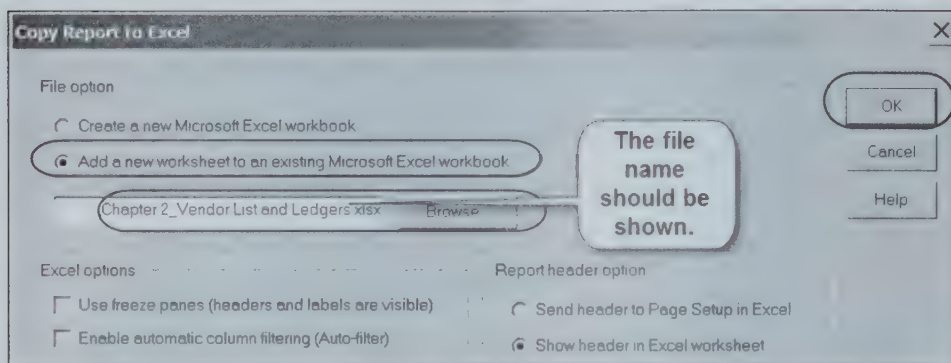 Copy Report To Excel
File option
Create a new Microsoft Excel workbook
Add a new worksheet to an existing Microsoft Excel workbook
Chapter 2_Vendor List and Ledgers xlsx
Browse
The file
name
should be
shown.
OK
Cancel
Help
Excel options
Use freeze panes (headers and labels are visible)
Enable automatic column filtering (Auto-filter)
Report header option
Send header to Page Setup in Excel
Show header in Excel worksheet